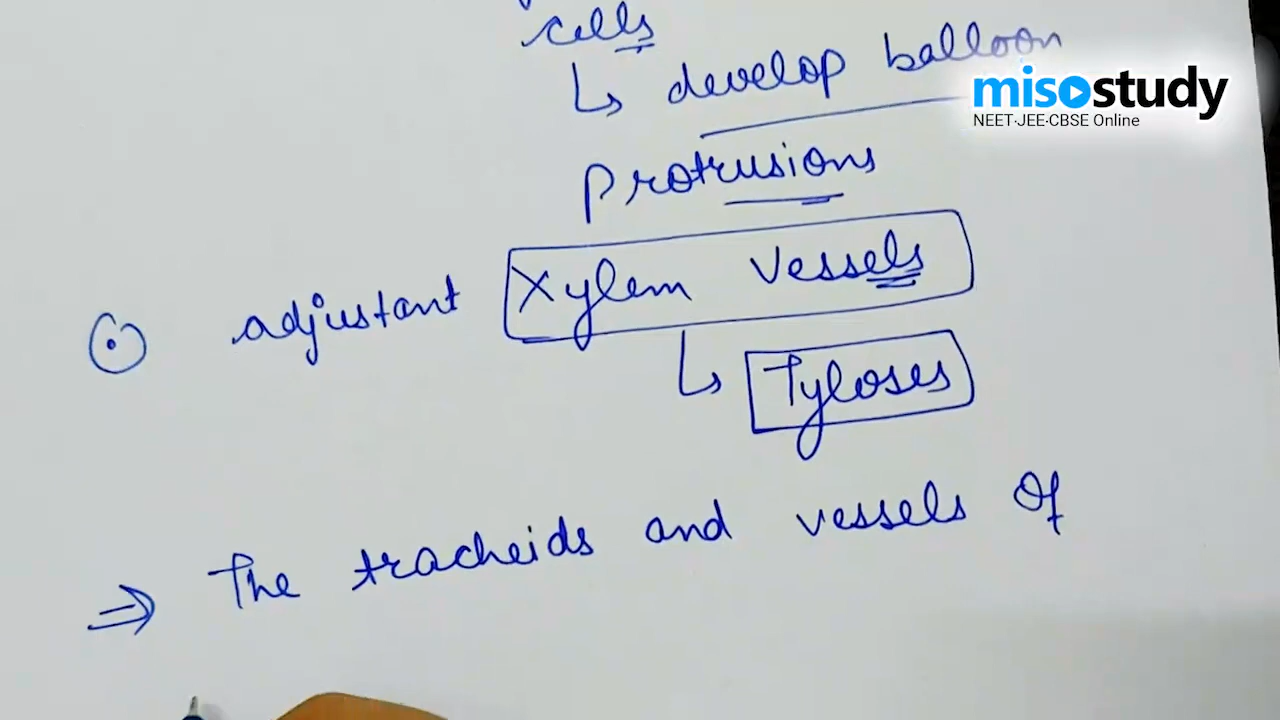 cells
↳ develop balloon
misostudy
NEET-JEE-CBSE Online
Protrusions
adjustant Xylem Vessels
↳ Tyloses
⇒ The tracheids and vessels of